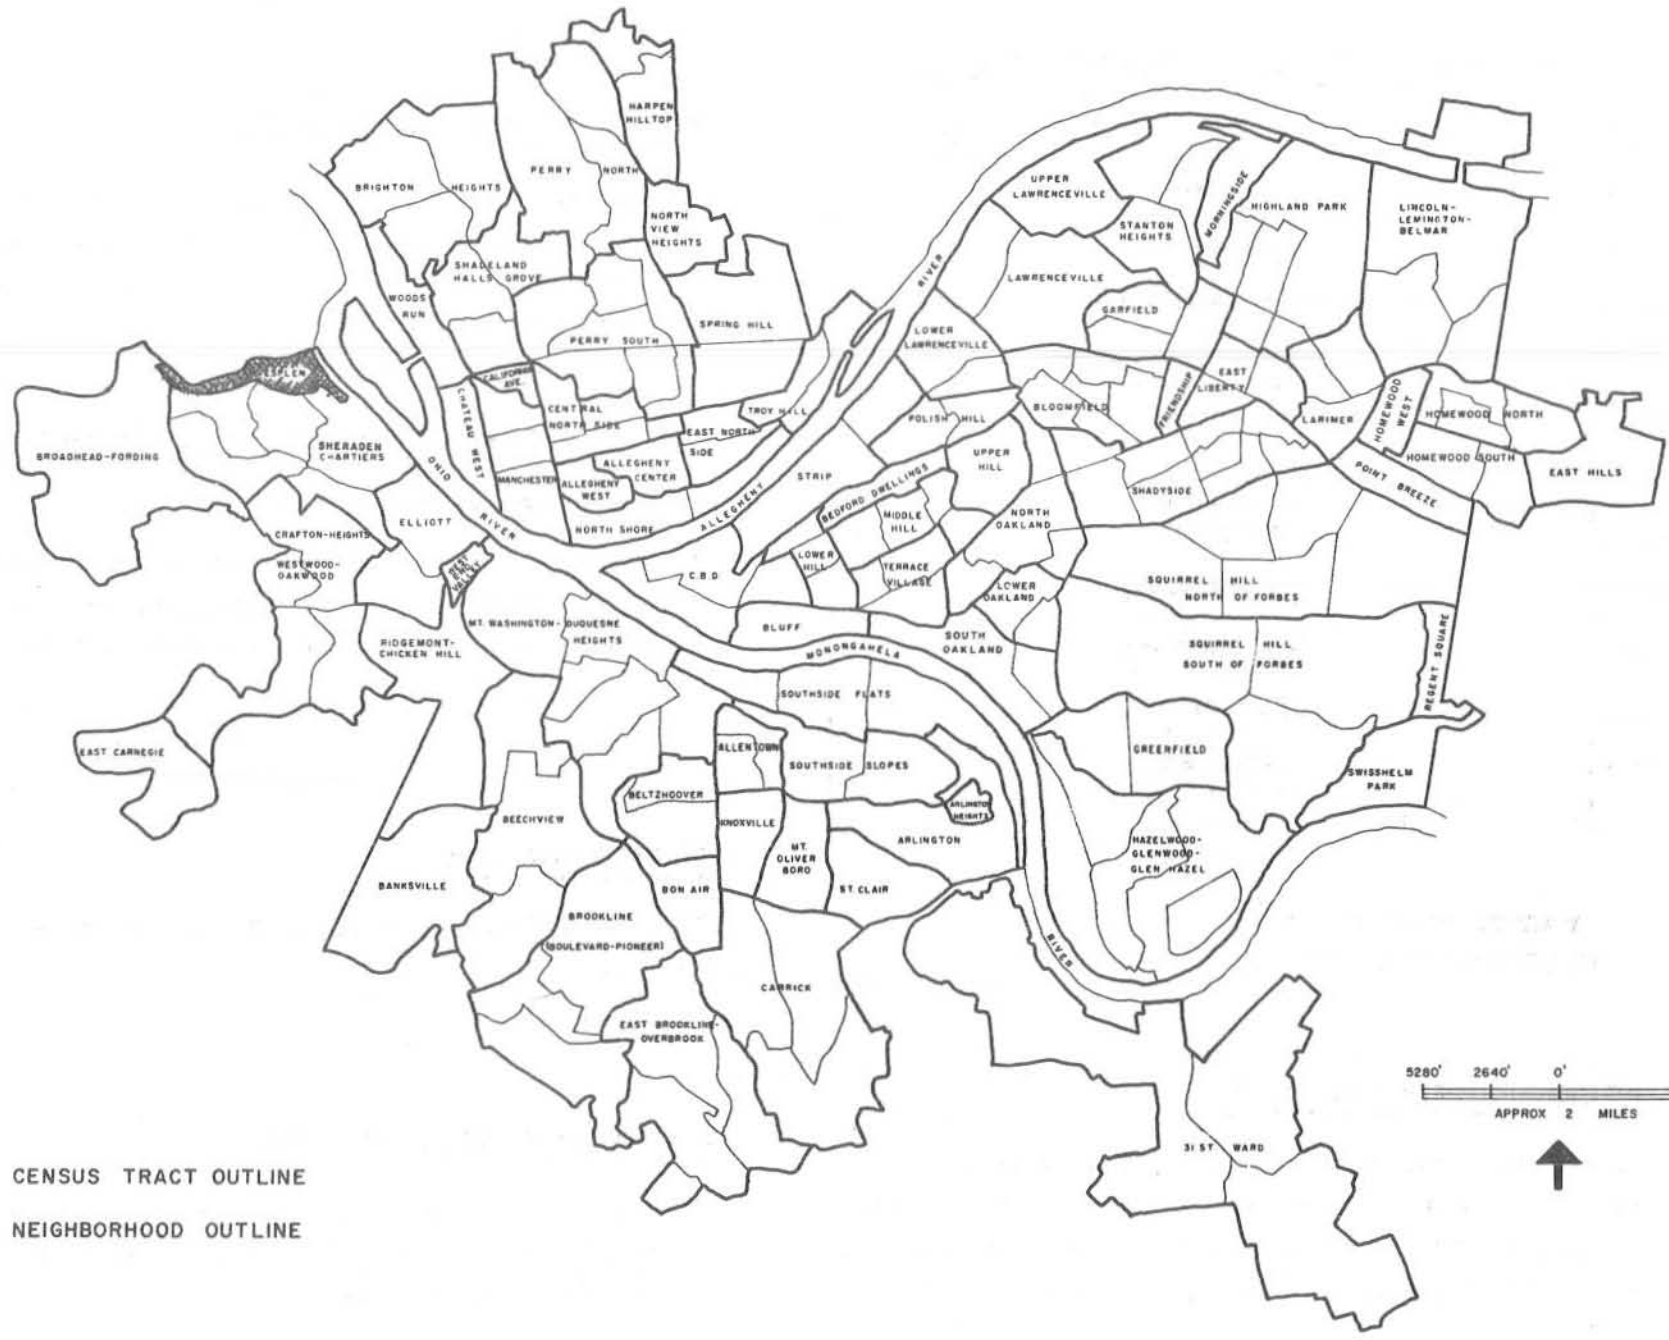 HARPEN
HILLTOP
PERRY NORTH
BRIGHTON HEIGHTS
NORTH
VIEW
HEIGHTS
SHADELAND
HALLS GROVE
WOODS
RUN
SPRING HILL
PERRY SOUTH
CALIFORNIA
AVE.
CHATEAU WEST
CENTRAL
NORTH SIDE
TROY HILL
EAST NORTH
SIDE
ALLEGHENY
CENTER
MANCHESTER
ALLEGHENY
WEST
NORTH SHORE
ESPLEN
BROADHEAD-FORDING
SHERADEN
CHARTIERS
OHIO RIVER
ELLIOTT
CRAFTON-HEIGHTS
WESTWOOD-
OAKWOOD
WEST
END
VALLEY
RIDGEMONT-
CHICKEN HILL
EAST CARNEGIE
MT. WASHINGTON-DUQUESNE
HEIGHTS
UPPER
LAWRENCEVILLE
STANTON
HEIGHTS
MORNINGSIDE
HIGHLAND PARK
LINCOLN-
LEMINGTON-
BELMAR
LAWRENCEVILLE
GARFIELD
LOWER
LAWRENCEVILLE
ALLEGHENY RIVER
STRIP
POLISH HILL
BLOOMFIELD
FRIENDSHIP
EAST
LIBERTY
LARIMER
HOMEWOOD
WEST
HOMEWOOD NORTH
HOMEWOOD SOUTH
EAST HILLS
POINT BREEZE
SHADYSIDE
UPPER
HILL
BEDFORD DWELLINGS
MIDDLE
HILL
NORTH
OAKLAND
LOWER
HILL
TERRACE
VILLAGE
LOWER
OAKLAND
C.B.D
BLUFF
SOUTH
OAKLAND
SQUIRREL HILL
NORTH OF FORBES
SQUIRREL HILL
SOUTH OF FORBES
REGENT SQUARE
MONONGAHELA
RIVER
SOUTHSIDE FLATS
ALLENTOWN
SOUTHSIDE SLOPES
GREENFIELD
SWISSHELM
PARK
BELTZHOOVER
BEECHVIEW
KNOXVILLE
ARLINGTON
HEIGHTS
ARLINGTON
MT.
OLIVER
BORO
ST. CLAIR
HAZELWOOD-
GLENWOOD-
GLEN HAZEL
BANKSVILLE
BON AIR
BROOKLINE
(BOULEVARD-PIONEER)
CARRICK
EAST BROOKLINE-
OVERBROOK
31 ST WARD
5280' 2640' 0'
APPROX 2 MILES
CENSUS TRACT OUTLINE
NEIGHBORHOOD OUTLINE